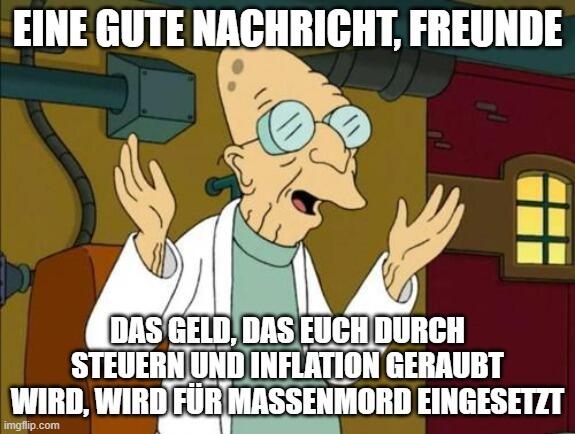 EINE GUTE NACHRICHT, FREUNDE
DAS GELD, DAS EUCH DURCH
STEUERN UND INFLATION GERAUBT
WIRD, WIRD FÜR MASSENMORD EINGESETZT
imgflip.com